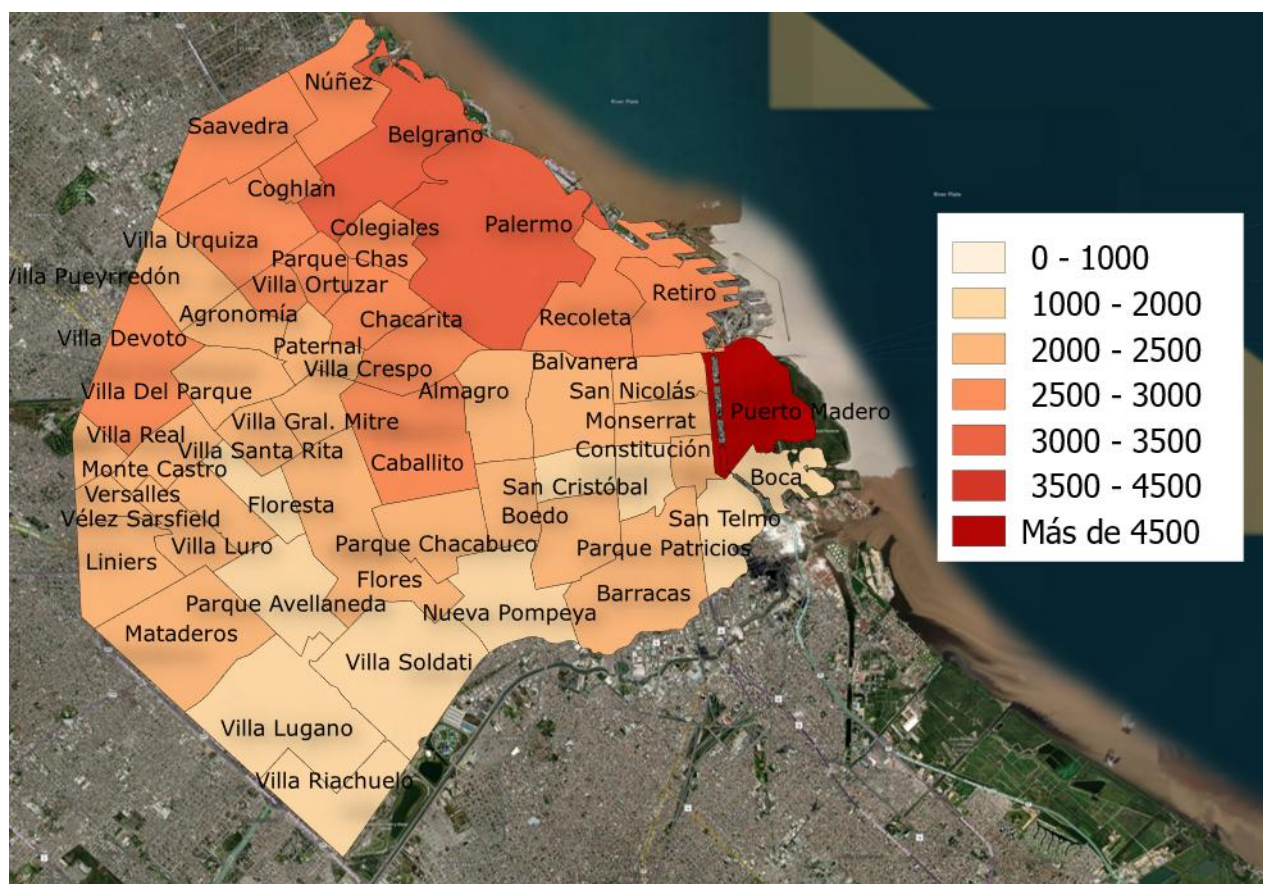 Núñez
Saavedra
Belgrano
Coghlan
Colegiales
Palermo
Villa Urquiza
Parque Chas
Villa Pueyrredón
Villa Ortuzar
Retiro
Agronomía
Chacarita
Recoleta
Villa Devoto
Paternal
Villa Crespo
Balvanera
Villa Del Parque
Almagro
San Nicolás
Puerto Madero
Villa Gral. Mitre
Monserrat
Villa Real
Villa Santa Rita
Constitución
Monte Castro
Caballito
Boca
Versalles
Floresta
San Cristóbal
Vélez Sarsfield
Boedo
San Telmo
Villa Luro
Parque Chacabuco
Parque Patricios
Liniers
Flores
Parque Avellaneda
Nueva Pompeya
Barracas
Mataderos
Villa Soldati
Villa Lugano
Villa Riachuelo
River Plate
River Plate
0 - 1000
1000 - 2000
2000 - 2500
2500 - 3000
3000 - 3500
3500 - 4500
Más de 4500